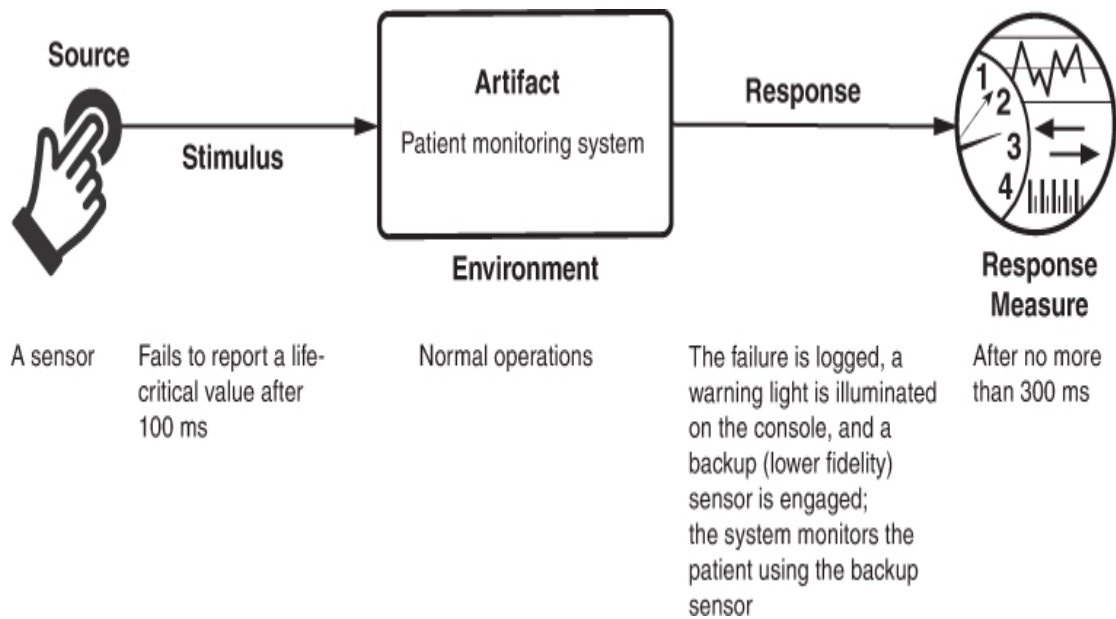 Source
Stimulus
Artifact
Patient monitoring system
Environment
Response
1
2
3
4
Response
Measure
A sensor
Fails to report a life-
critical value after
100 ms
Normal operations
The failure is logged, a
warning light is illuminated
on the console, and a
backup (lower fidelity)
sensor is engaged;
the system monitors the
patient using the backup
sensor
After no more
than 300 ms